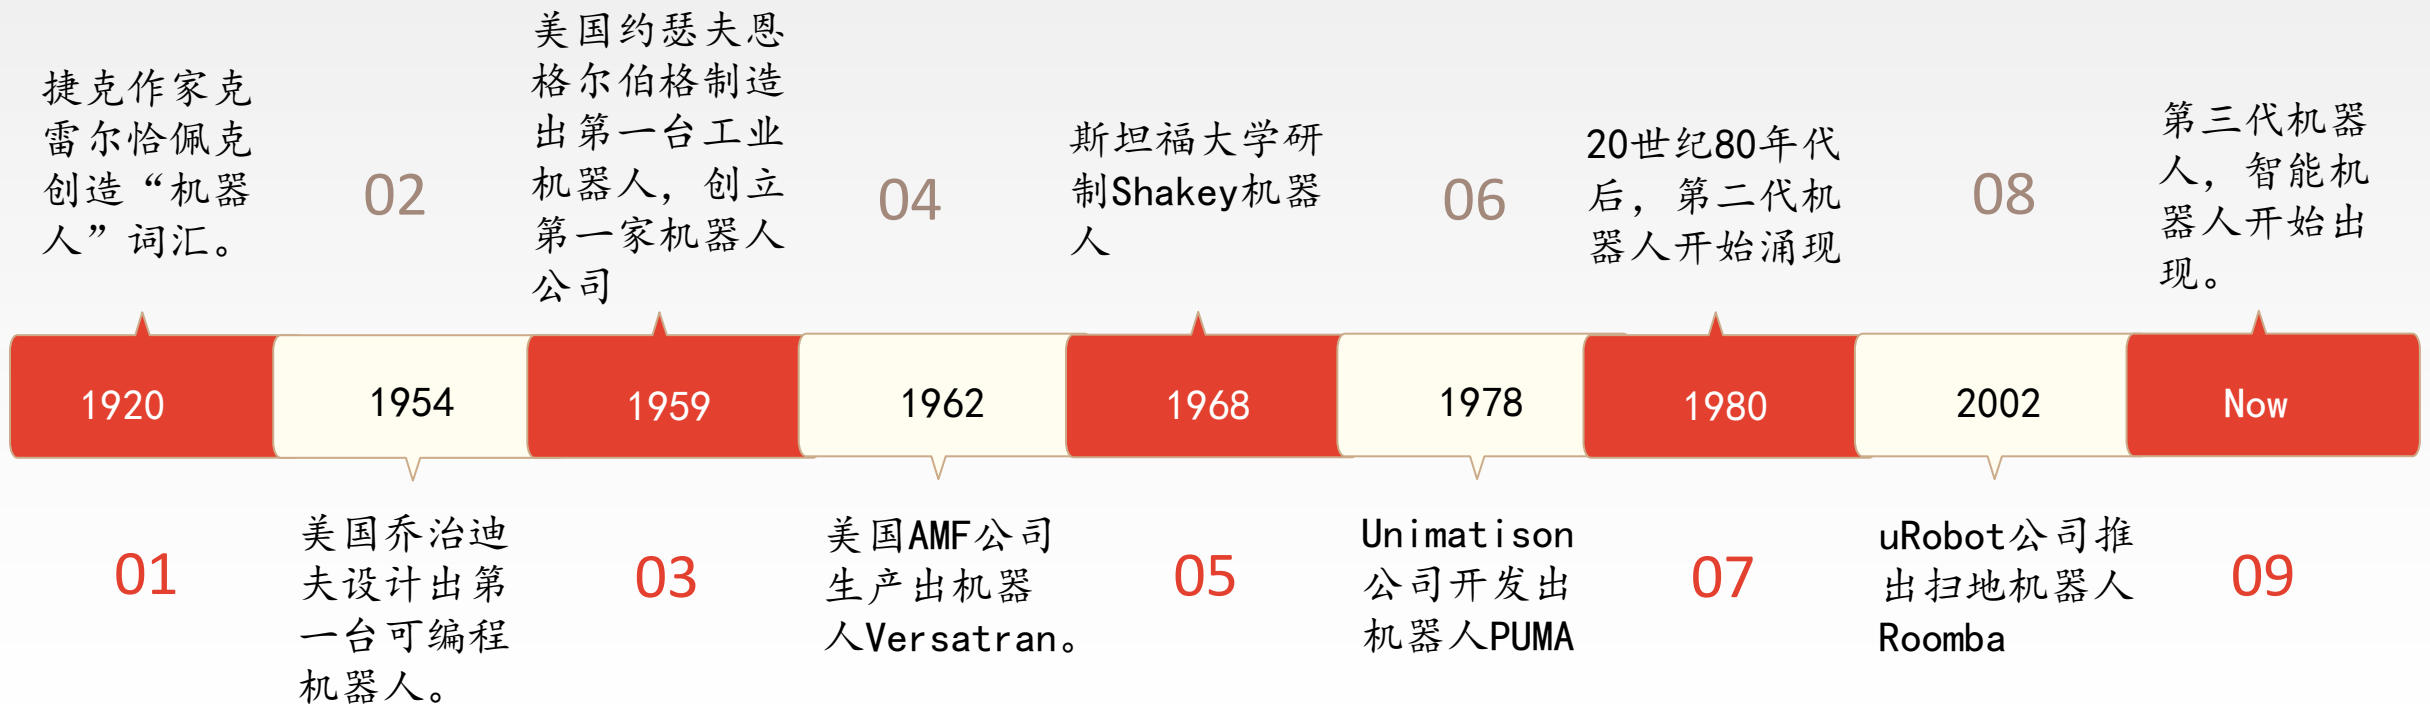 捷克作家克
雷尔恰佩克
创造“机器
人”词汇。
1920
01
02
1954
美国乔治迪
夫设计出第
一台可编程
机器人。
美国约瑟夫恩
格尔伯格制造
出第一台工业
机器人，创立
第一家机器人
公司
1959
03
04
1962
美国AMF公司
生产出机器
人Versatran。
斯坦福大学研
制Shakey机器
人
1968
05
06
1978
Unimatison
公司开发出
机器人PUMA
20世纪80年代
后，第二代机
器人开始涌现
1980
07
08
2002
uRobot公司推
出扫地机器人
Roomba
第三代机器
人，智能机
器人开始出
现。
Now
09